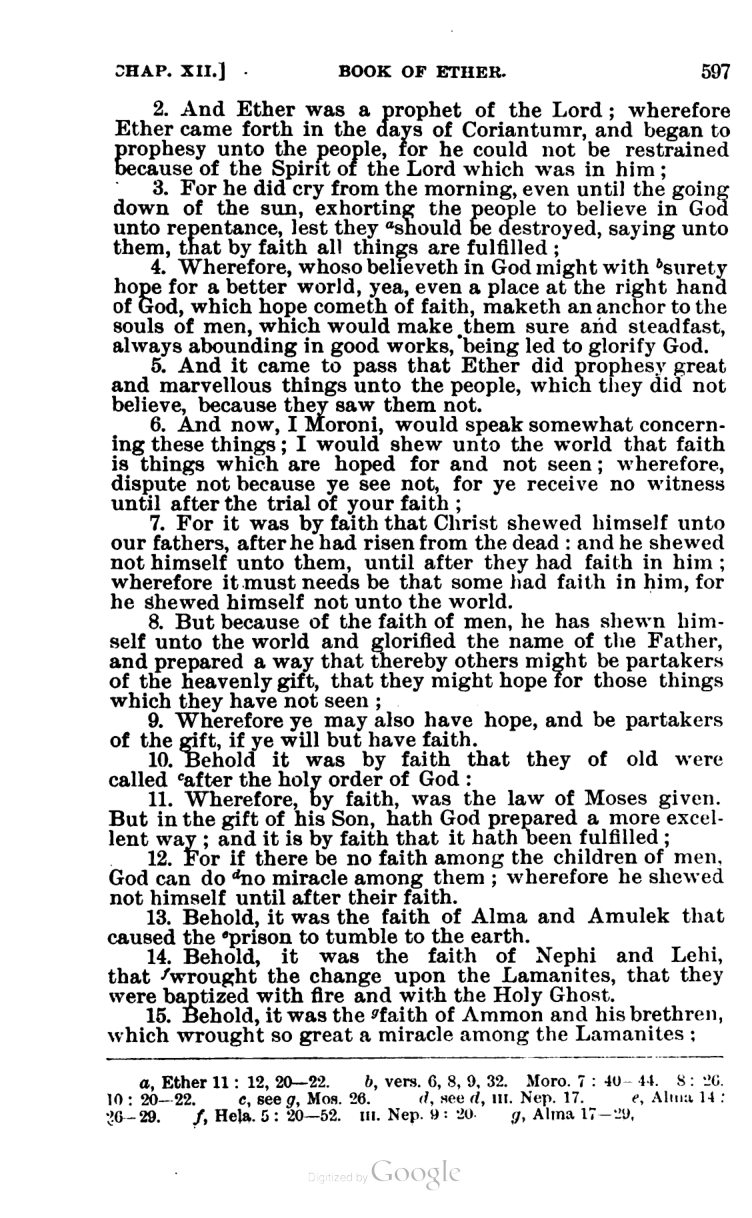 CHAP. XII.] BOOK OF ETHER. 597
2. And Ether was a prophet of the Lord; wherefore
Ether came forth in the days of Coriantumr, and began to
prophesy unto the people, for he could not be restrained
because of the Spirit of the Lord which was in him;
3. For he did cry from the morning, even until the going
down of the sun, exhorting the people to believe in God
unto repentance, lest they ᵃshould be destroyed, saying unto
them, that by faith all things are fulfilled;
4. Wherefore, whoso believeth in God might with ᵇsurety
hope for a better world, yea, even a place at the right hand
of God, which hope cometh of faith, maketh an anchor to the
souls of men, which would make them sure and steadfast,
always abounding in good works, being led to glorify God.
5. And it came to pass that Ether did prophesy great
and marvellous things unto the people, which they did not
believe, because they saw them not.
6. And now, I Moroni, would speak somewhat concern-
ing these things; I would shew unto the world that faith
is things which are hoped for and not seen; wherefore,
dispute not because ye see not, for ye receive no witness
until after the trial of your faith;
7. For it was by faith that Christ shewed himself unto
our fathers, after he had risen from the dead: and he shewed
not himself unto them, until after they had faith in him;
wherefore it must needs be that some had faith in him, for
he shewed himself not unto the world.
8. But because of the faith of men, he has shewn him-
self unto the world and glorified the name of the Father,
and prepared a way that thereby others might be partakers
of the heavenly gift, that they might hope for those things
which they have not seen;
9. Wherefore ye may also have hope, and be partakers
of the gift, if ye will but have faith.
10. Behold it was by faith that they of old were
called ᶜafter the holy order of God:
11. Wherefore, by faith, was the law of Moses given.
But in the gift of his Son, hath God prepared a more excel-
lent way; and it is by faith that it hath been fulfilled;
12. For if there be no faith among the children of men,
God can do ᵈno miracle among them; wherefore he shewed
not himself until after their faith.
13. Behold, it was the faith of Alma and Amulek that
caused the ᵉprison to tumble to the earth.
14. Behold, it was the faith of Nephi and Lehi,
that ᶠwrought the change upon the Lamanites, that they
were baptized with fire and with the Holy Ghost.
15. Behold, it was the ᵍfaith of Ammon and his brethren,
which wrought so great a miracle among the Lamanites;
a, Ether 11: 12, 20—22. b, vers. 6, 8, 9, 32. Moro. 7: 40—44. 8: 26.
10: 20—22. c, see g, Mos. 26. d, see d, III. Nep. 17. e, Alma 14:
26—29. f, Hela. 5: 20—52. III. Nep. 9: 20. g, Alma 17—29,
Digitized by Google